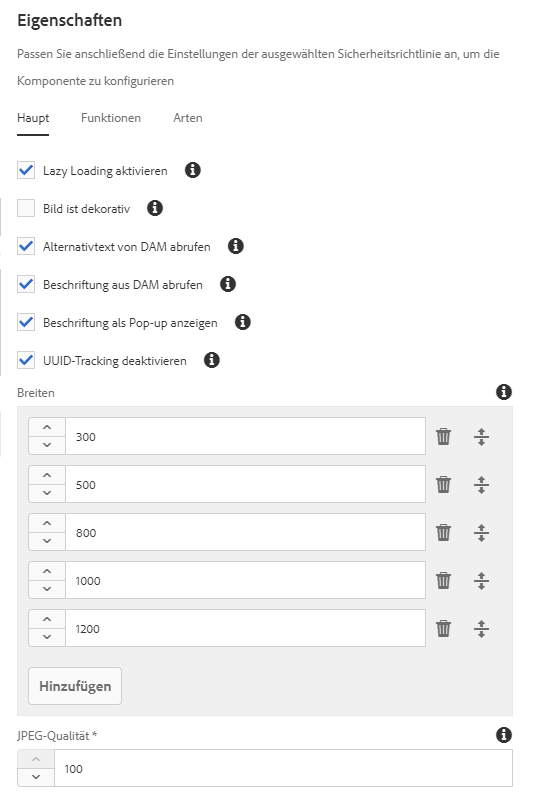 Eigenschaften
Passen Sie anschließend die Einstellungen der ausgewählten Sicherheitsrichtlinie an, um die
Komponente zu konfigurieren
Haupt Funktionen Arten
Lazy Loading aktivieren
Bild ist dekorativ
Alternativtext von DAM abrufen
Beschriftung aus DAM abrufen
Beschriftung als Pop-up anzeigen
UUID-Tracking deaktivieren
Breiten
300
500
800
1000
1200
Hinzufügen
JPEG-Qualität *
100